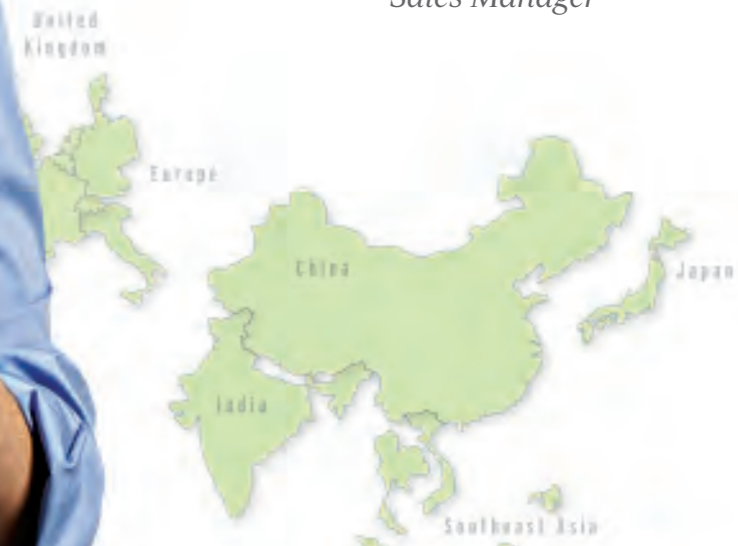 Sales Manager
United
Kingdom
Europe
China
Japan
India
Southeast Asia